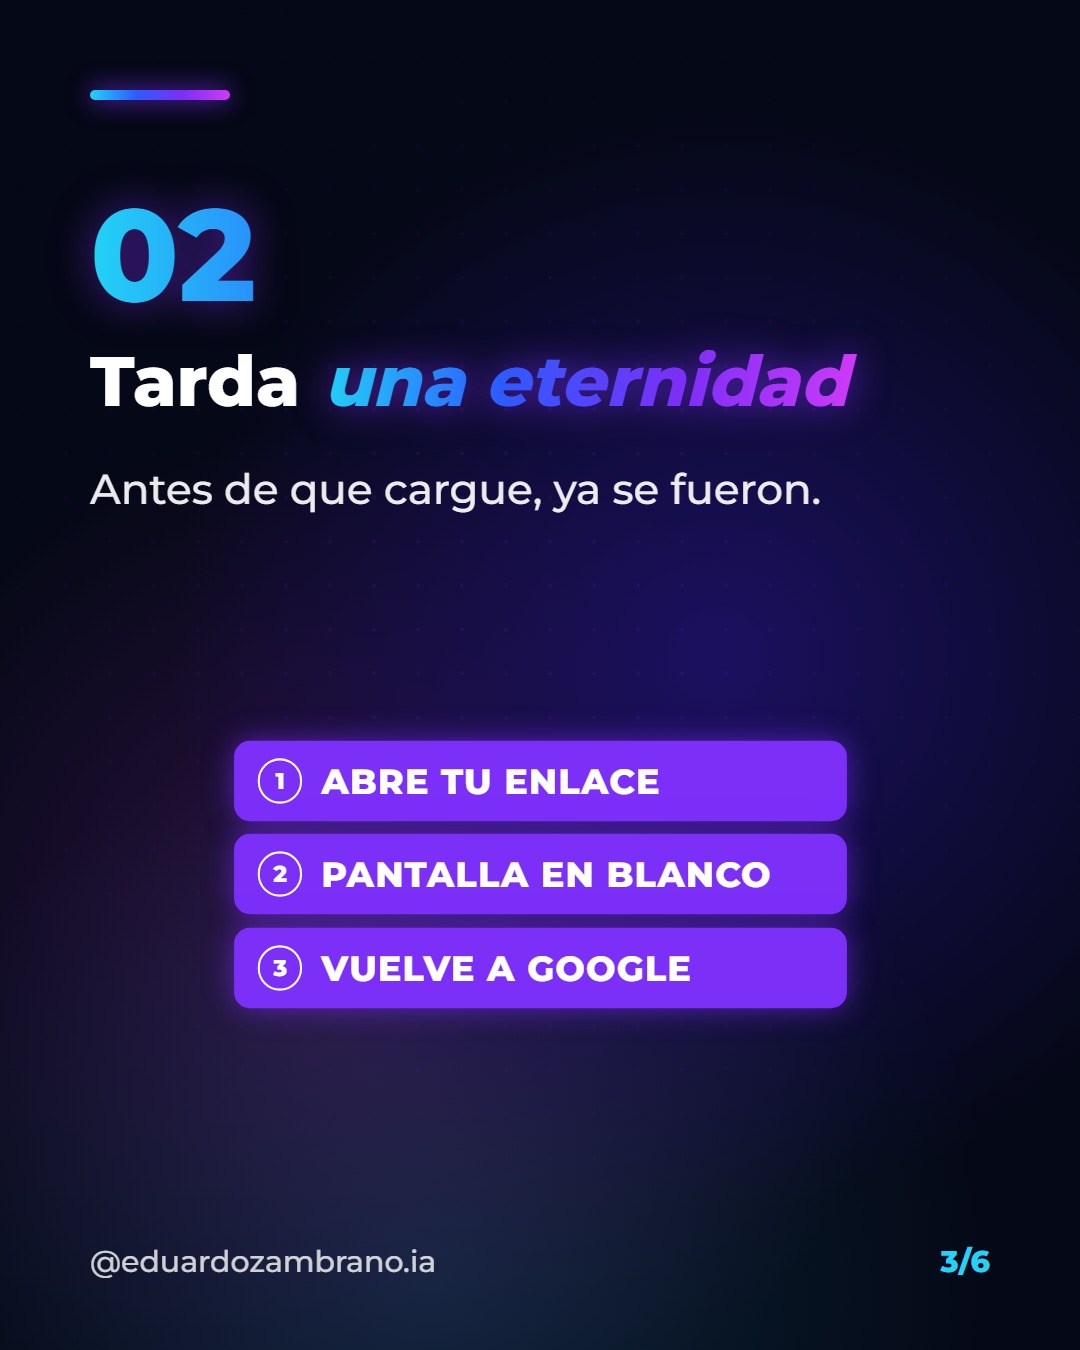 02
Tarda una eternidad
Antes de que cargue, ya se fueron.
1 ABRE TU ENLACE
2 PANTALLA EN BLANCO
3 VUELVE A GOOGLE
@eduardozambrano.ia
3/6